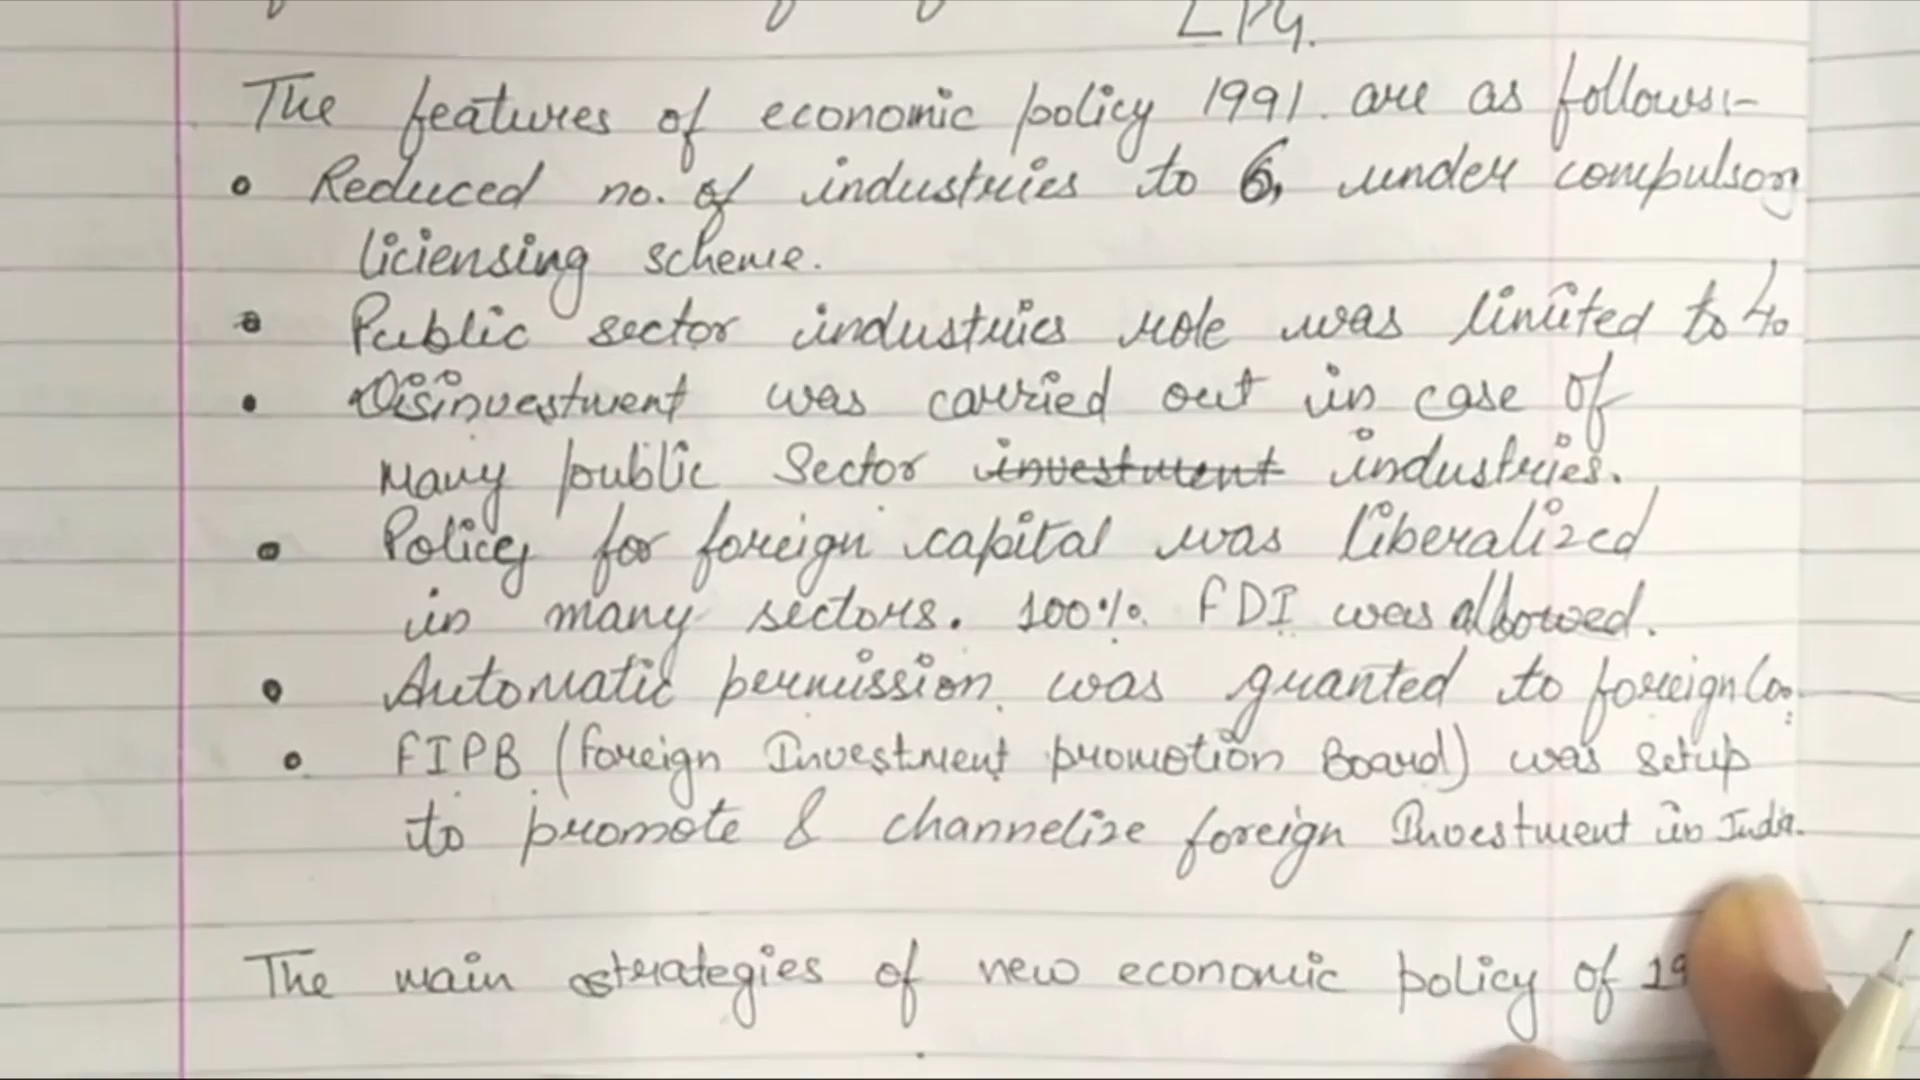 LPG.
The features of economic policy 1991 are as follows:-
• Reduced no. of industries to 6, under compulsory
liciensing scheme.
• Public sector industries role was limited to 4.
• Disinvestment was carried out in case of
many public sector investment industries.
• Policy for foreign capital was liberalized
in many sectors. 100% FDI was allowed.
• Automatic permission was granted to foreign Co.
• FIPB (foreign Investment promotion Board) was setup
to promote & channelize foreign Investment in India.
The main strategies of new economic policy of 19